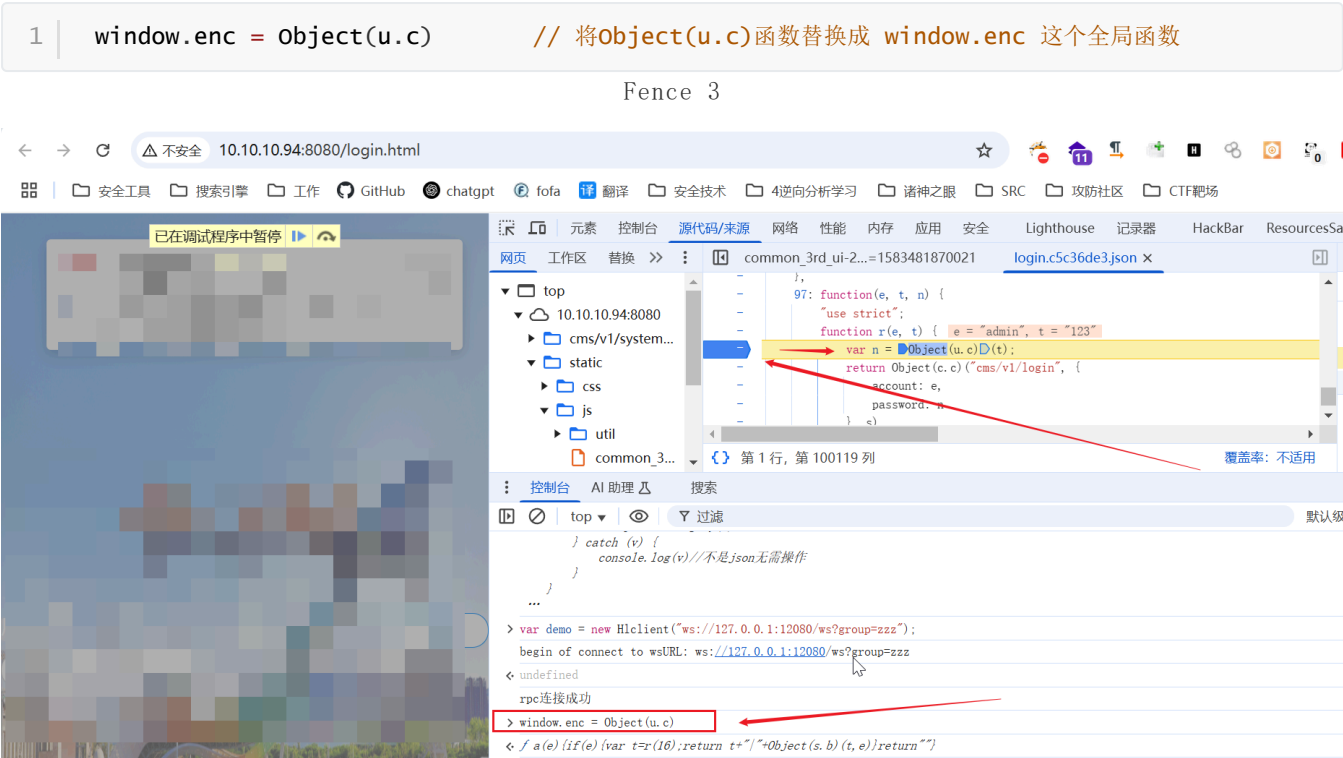 1 window.enc = Object(u.c) // 将Object(u.c)函数替换成 window.enc 这个全局函数
Fence 3
不安全 10.10.10.94:8080/login.html
11
0
安全工具 搜索引擎 工作 GitHub chatgpt fofa 译 翻译 安全技术 4逆向分析学习 诸神之眼 SRC 攻防社区 CTF靶场
已在调试程序中暂停
元素 控制台 源代码/来源 网络 性能 内存 应用 安全 Lighthouse 记录器 HackBar ResourcesSa
网页 工作区 替换 common_3rd_ui-2...=1583481870021 login.c5c36de3.json ×
top
10.10.10.94:8080
cms/v1/system...
static
css
js
util
common_3...
},
97: function(e, t, n) {
"use strict";
function r(e, t) { e = "admin", t = "123"
var n = Object(u.c)(t);
return Object(c.c)("cms/v1/login", {
account: e,
password: n
}, s)
{} 第 1 行，第 100119 列 覆盖率：不适用
控制台 AI 助理 搜索
top 过滤 默认级
} catch (v) {
console.log(v)//不是json无需操作
}
}
...
> var demo = new Hlclient("ws://127.0.0.1:12080/ws?group=zzz");
begin of connect to wsURL: ws://127.0.0.1:12080/ws?group=zzz
undefined
rpc连接成功
> window.enc = Object(u.c)
ƒ a(e){if(e){var t=r(16);return t+"|"+Object(s.b)(t,e)}return""}